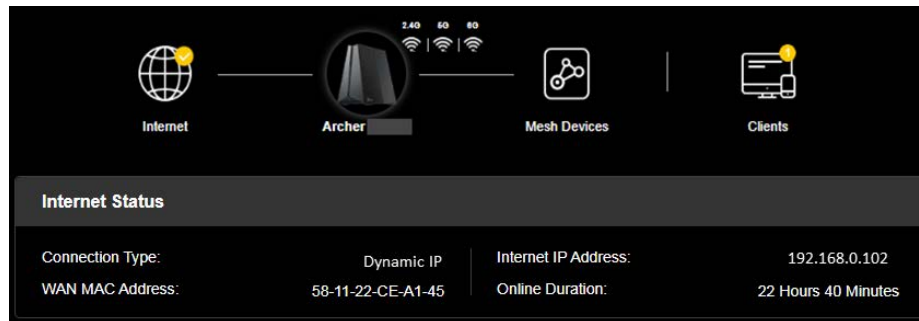 2.4G 5G 6G
Internet
Archer
Mesh Devices
1
Clients
Internet Status
Connection Type: Dynamic IP
Internet IP Address: 192.168.0.102
WAN MAC Address: 58-11-22-CE-A1-45
Online Duration: 22 Hours 40 Minutes